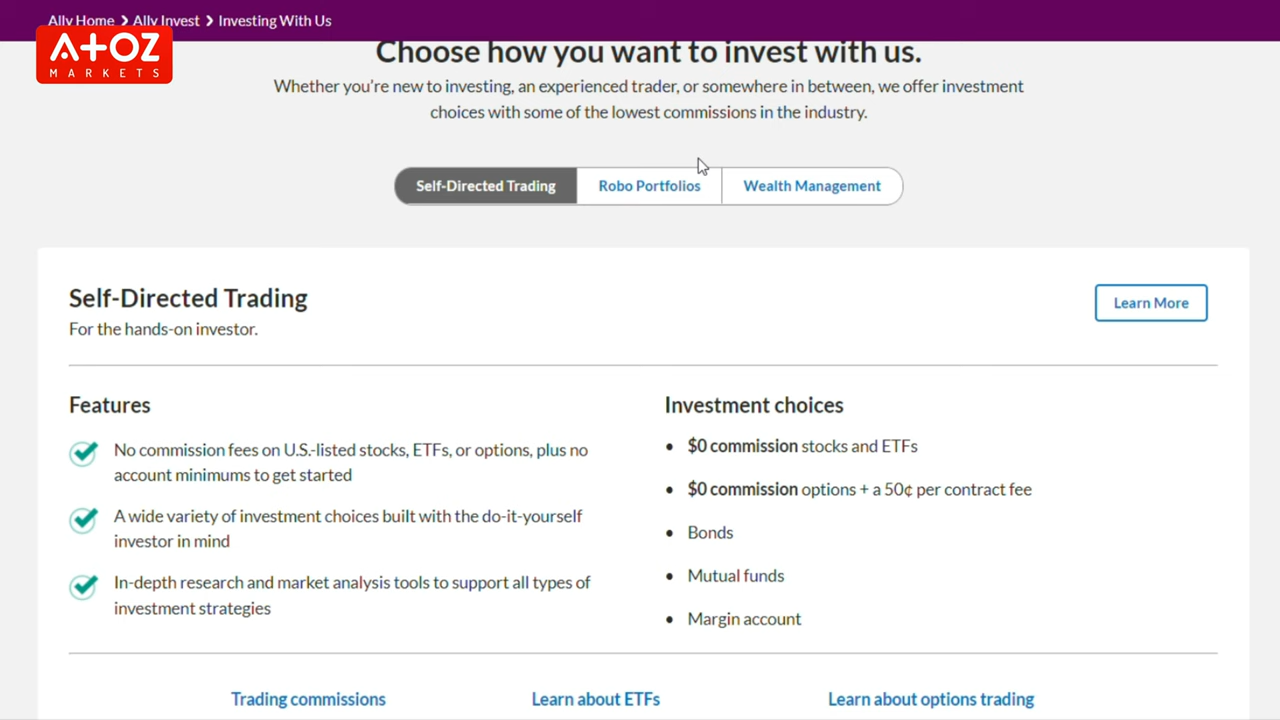 Ally Home > Ally Invest > Investing With Us
A+OZ
MARKETS
Choose how you want to invest with us.
Whether you're new to investing, an experienced trader, or somewhere in between, we offer investment
choices with some of the lowest commissions in the industry.
Self-Directed Trading
Robo Portfolios
Wealth Management
Self-Directed Trading
For the hands-on investor.
Learn More
Features
No commission fees on U.S.-listed stocks, ETFs, or options, plus no
account minimums to get started
A wide variety of investment choices built with the do-it-yourself
investor in mind
In-depth research and market analysis tools to support all types of
investment strategies
Investment choices
• $0 commission stocks and ETFs
• $0 commission options + a 50¢ per contract fee
• Bonds
• Mutual funds
• Margin account
Trading commissions
Learn about ETFs
Learn about options trading